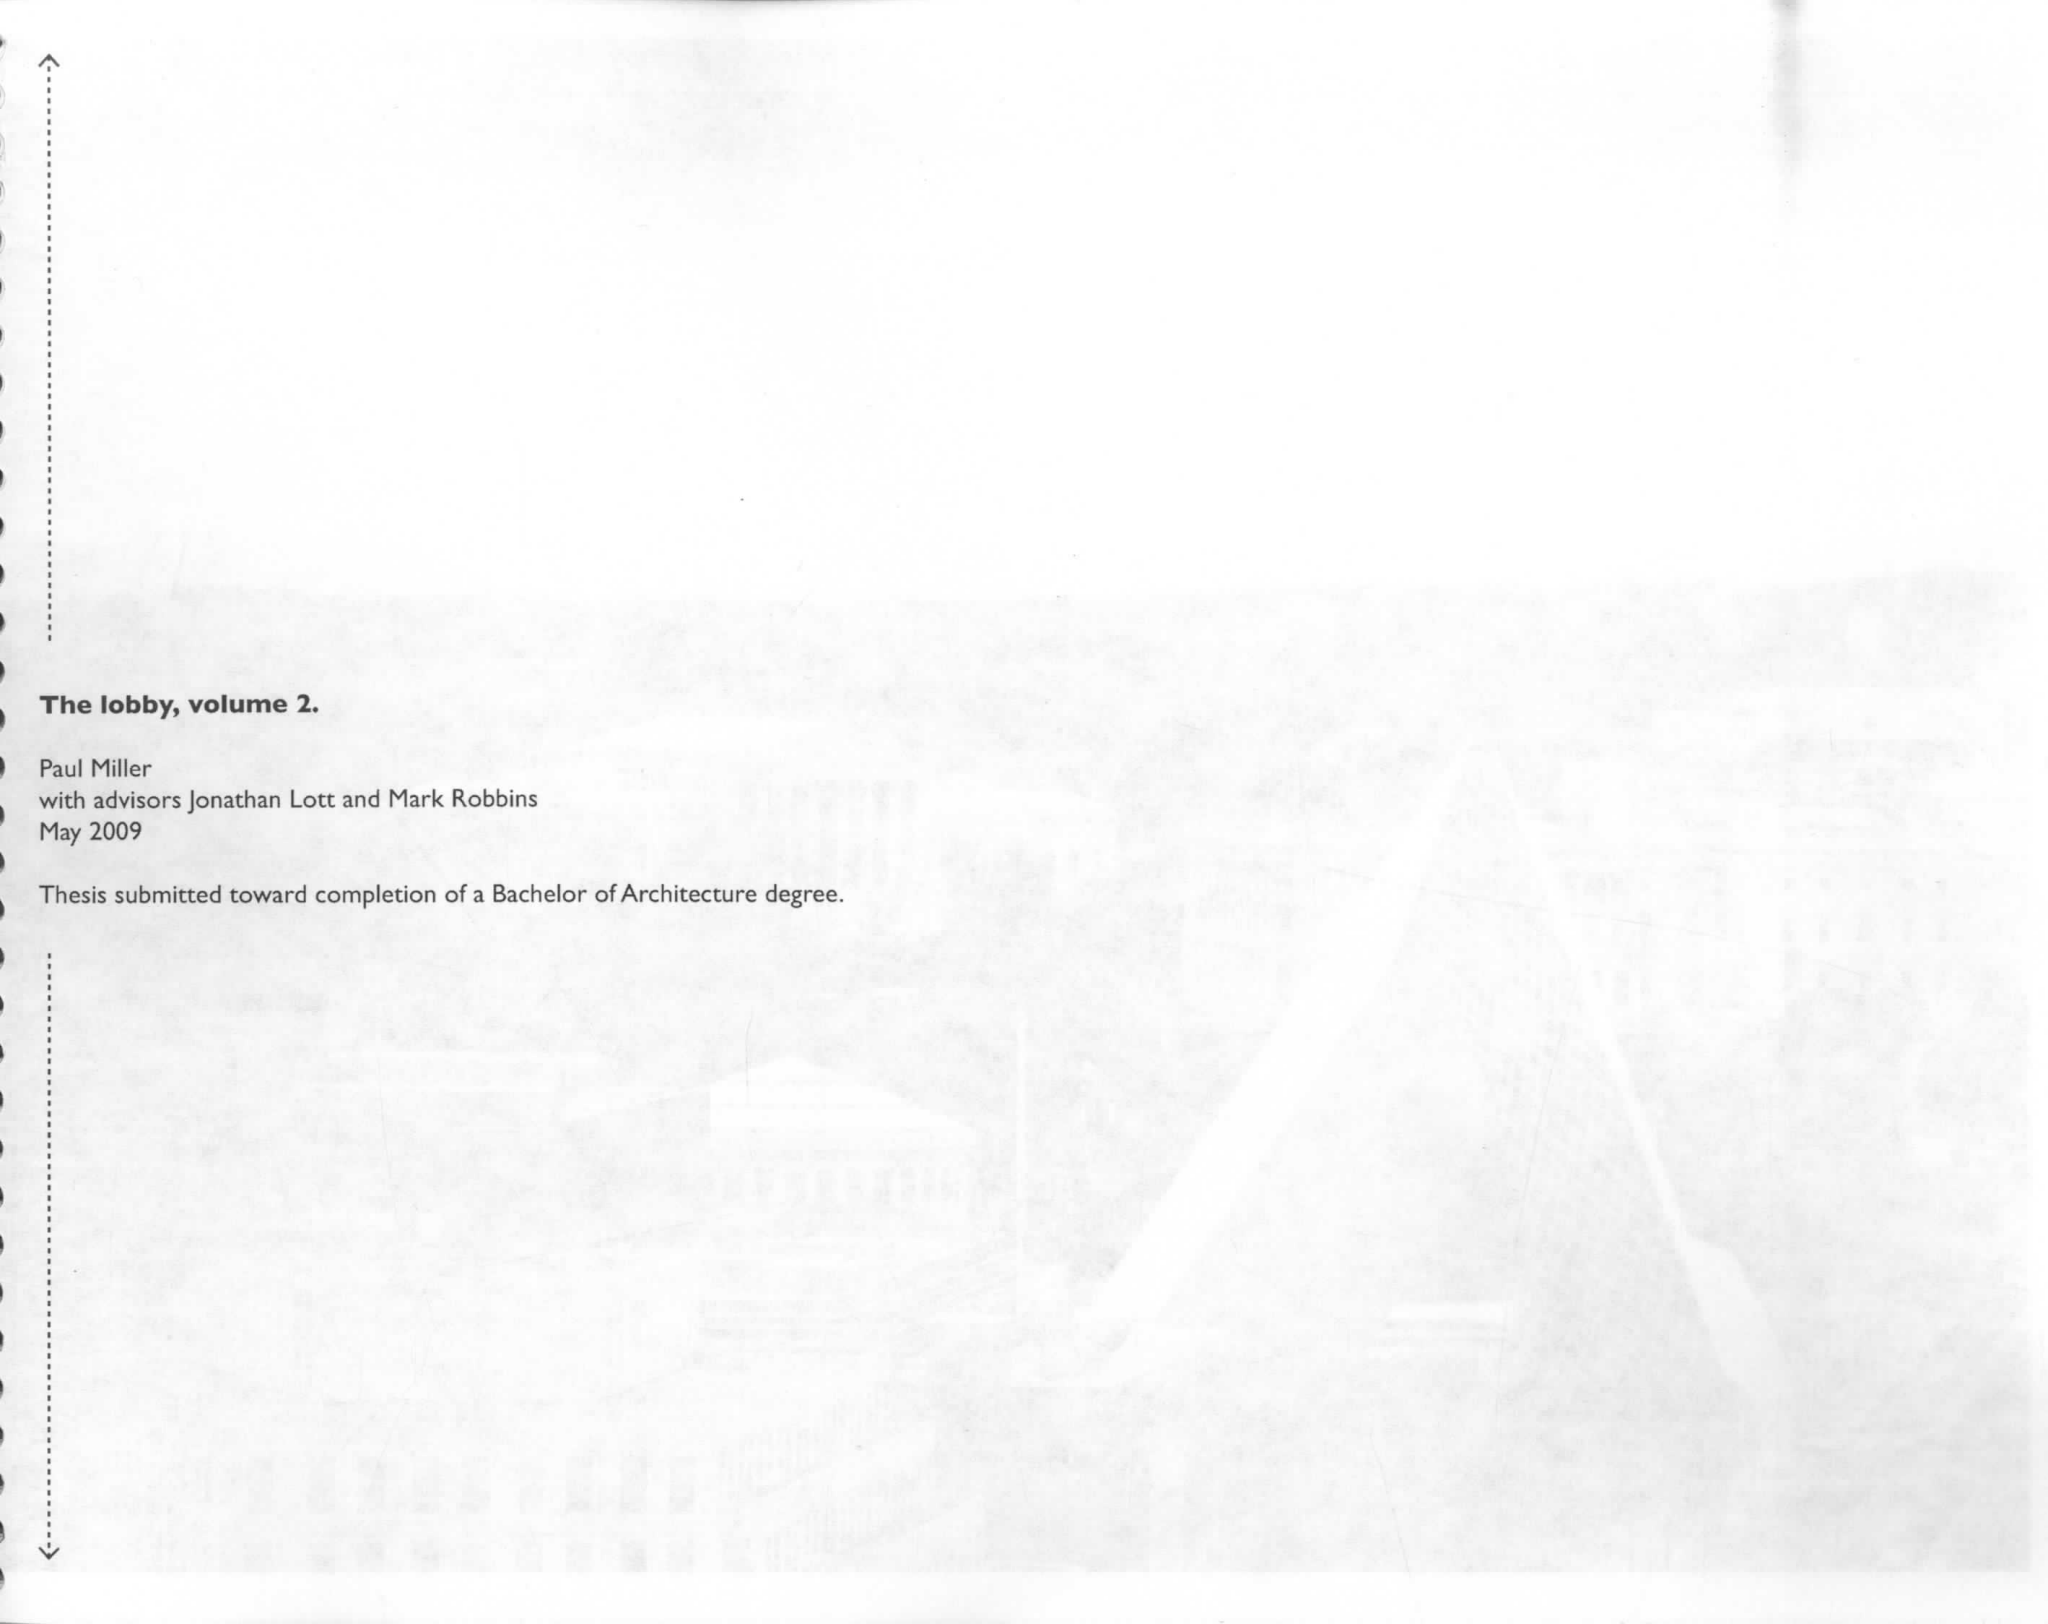 The lobby, volume 2.
Paul Miller
with advisors Jonathan Lott and Mark Robbins
May 2009
Thesis submitted toward completion of a Bachelor of Architecture degree.